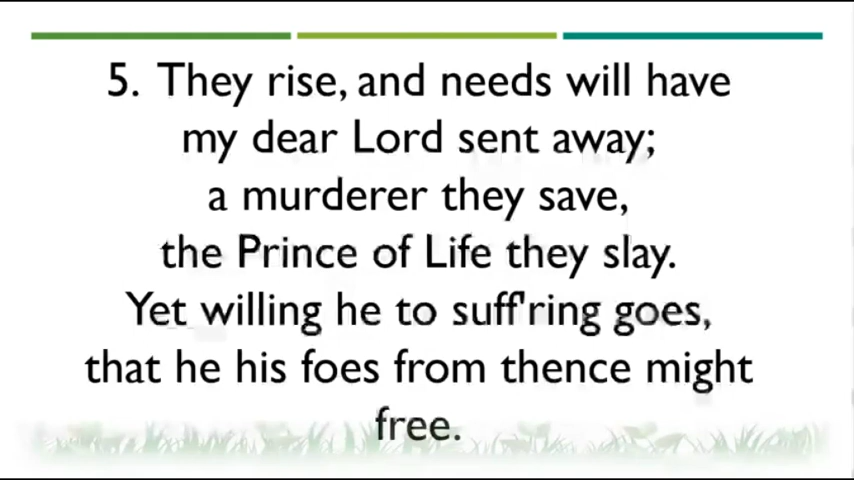 5. They rise, and needs will have
my dear Lord sent away;
a murderer they save,
the Prince of Life they slay.
Yet willing he to suff'ring goes,
that he his foes from thence might
free.